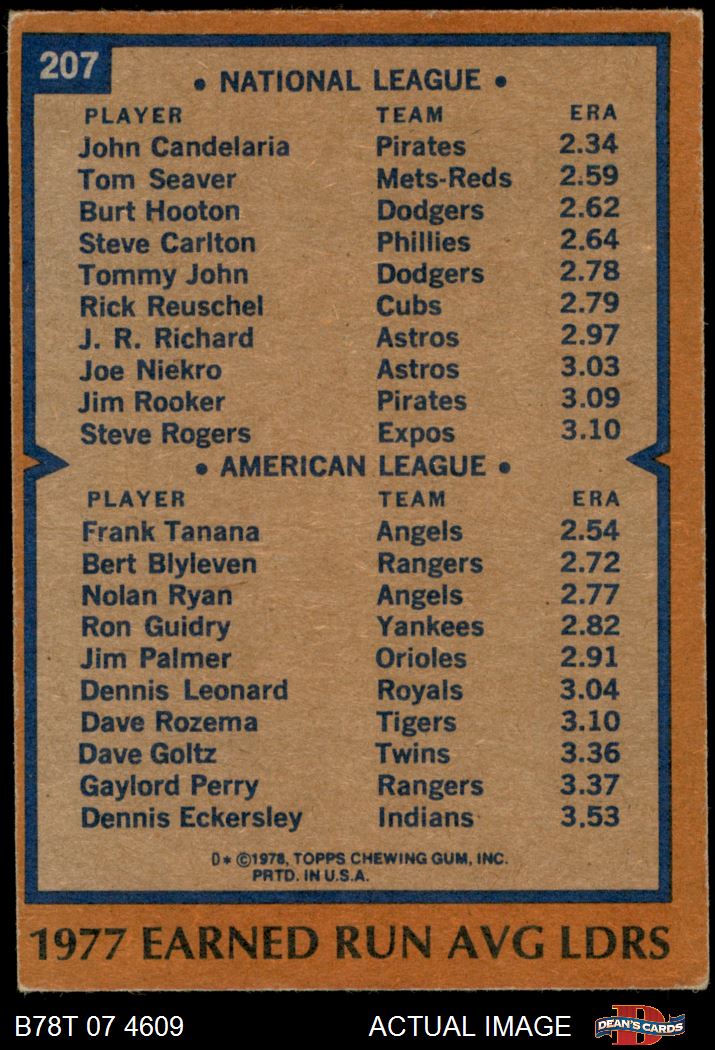 207
• NATIONAL LEAGUE •
PLAYER TEAM ERA
John Candelaria Pirates 2.34
Tom Seaver Mets-Reds 2.59
Burt Hooton Dodgers 2.62
Steve Carlton Phillies 2.64
Tommy John Dodgers 2.78
Rick Reuschel Cubs 2.79
J. R. Richard Astros 2.97
Joe Niekro Astros 3.03
Jim Rooker Pirates 3.09
Steve Rogers Expos 3.10
• AMERICAN LEAGUE •
PLAYER TEAM ERA
Frank Tanana Angels 2.54
Bert Blyleven Rangers 2.72
Nolan Ryan Angels 2.77
Ron Guidry Yankees 2.82
Jim Palmer Orioles 2.91
Dennis Leonard Royals 3.04
Dave Rozema Tigers 3.10
Dave Goltz Twins 3.36
Gaylord Perry Rangers 3.37
Dennis Eckersley Indians 3.53
D* ©1978, TOPPS CHEWING GUM, INC.
PRTD. IN U.S.A.
1977 EARNED RUN AVG LDRS
B78T 07 4609 ACTUAL IMAGE D DEAN'S CARDS